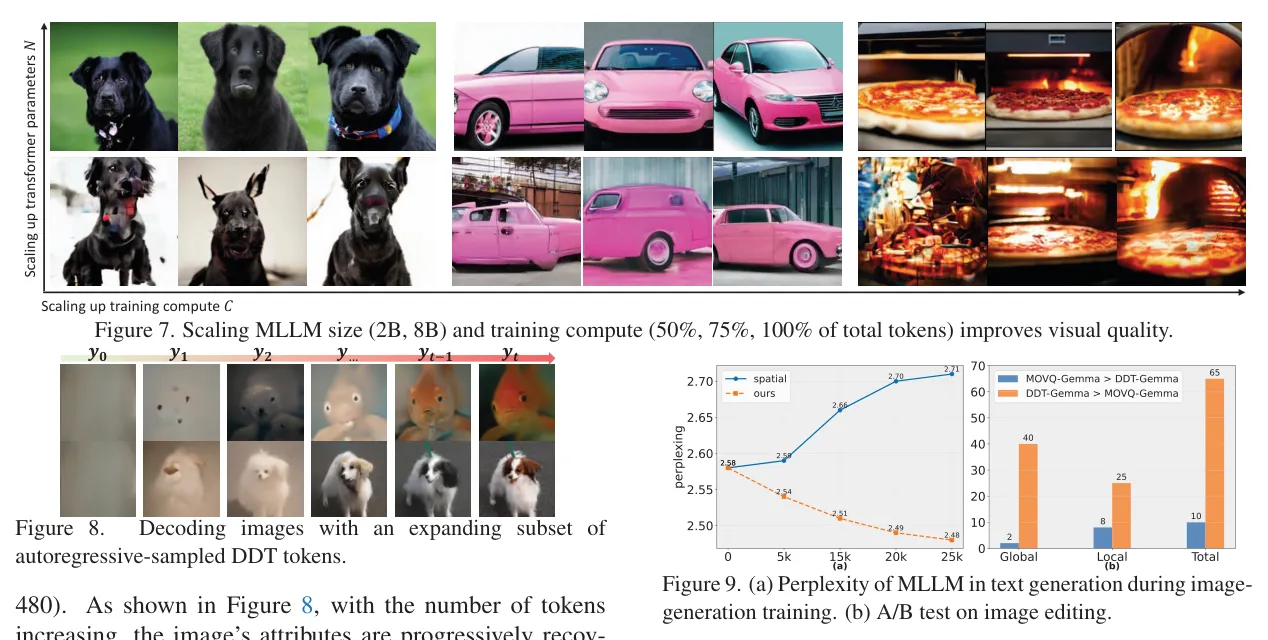 Scaling up transformer parameters N
Scaling up training compute C
Figure 7. Scaling MLLM size (2B, 8B) and training compute (50%, 75%, 100% of total tokens) improves visual quality.
y₀ y₁ y₂ y... yₜ₋₁ yₜ
Figure 8. Decoding images with an expanding subset of
autoregressive-sampled DDT tokens.
480). As shown in Figure 8, with the number of tokens
increasing, the image's attributes are progressively recov-
perplexing
2.70
2.65
2.60
2.55
2.50
spatial
ours
2.58
2.59
2.66
2.70
2.71
2.54
2.51
2.49
2.48
0 5k 15k 20k 25k
(a)
70
60
50
40
30
20
10
0
MOVQ-Gemma > DDT-Gemma
DDT-Gemma > MOVQ-Gemma
2 40 8 25 10 65
Global Local Total
(b)
Figure 9. (a) Perplexity of MLLM in text generation during image-
generation training. (b) A/B test on image editing.